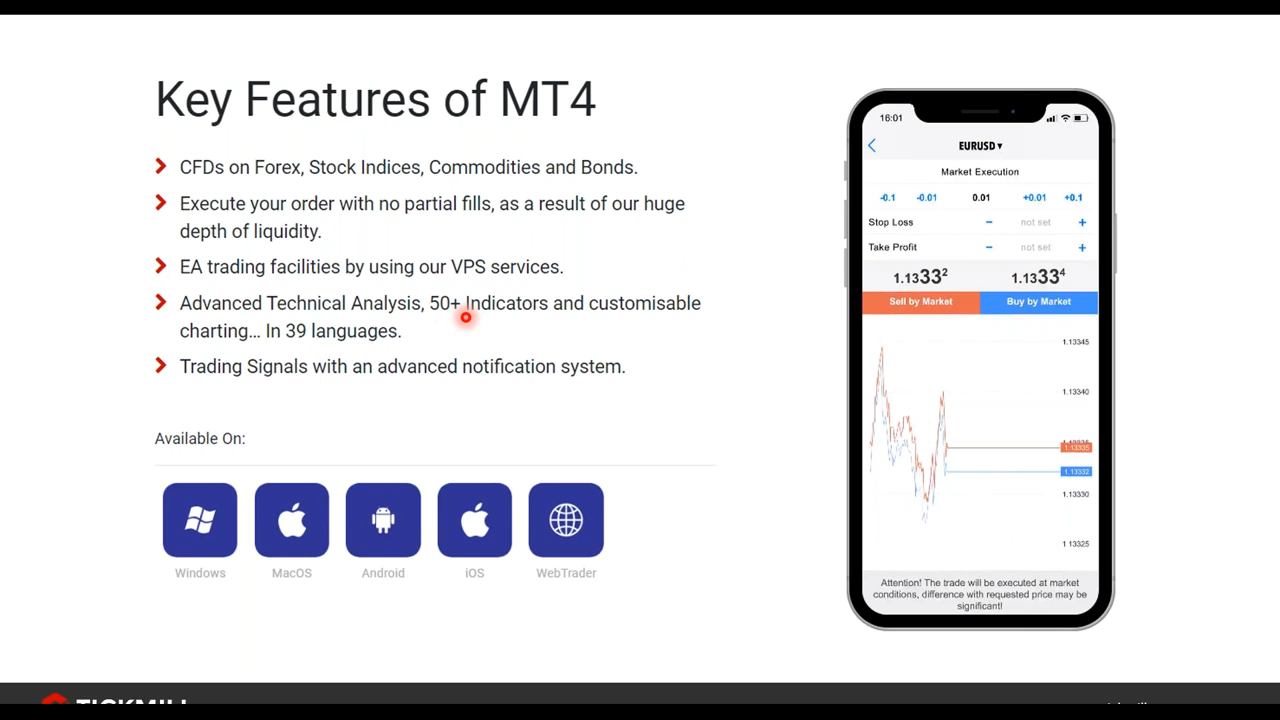 Key Features of MT4
CFDs on Forex, Stock Indices, Commodities and Bonds.
Execute your order with no partial fills, as a result of our huge
depth of liquidity.
EA trading facilities by using our VPS services.
Advanced Technical Analysis, 50+ Indicators and customisable
charting... In 39 languages.
Trading Signals with an advanced notification system.
Available On:
Windows MacOS Android iOS WebTrader
16:01
EURUSD▾
Market Execution
-0.1 -0.01 0.01 +0.01 +0.1
Stop Loss − not set +
Take Profit − not set +
1.13332 1.13334
Sell by Market Buy by Market
1.13345
1.13340
1.13335
1.13332
1.13330
1.13325
Attention! The trade will be executed at market
conditions, difference with requested price may be
significant!
TICKMILL